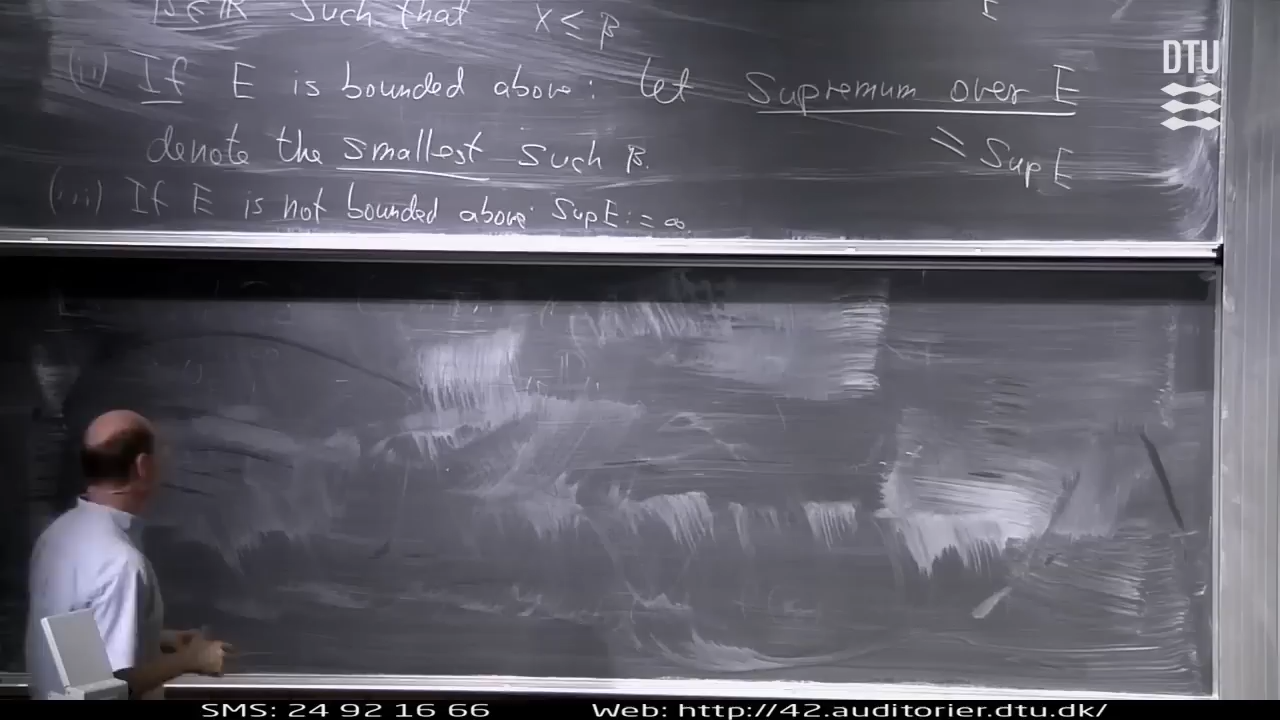 β∈ℝ such that x ≤ β
(ii) If E is bounded above: let Supremum over E
denote the smallest such β.
= Sup E
(iii) If E is not bounded above: Sup E := ∞.
DTU
SMS: 24 92 16 66 Web: http://42.auditorier.dtu.dk/